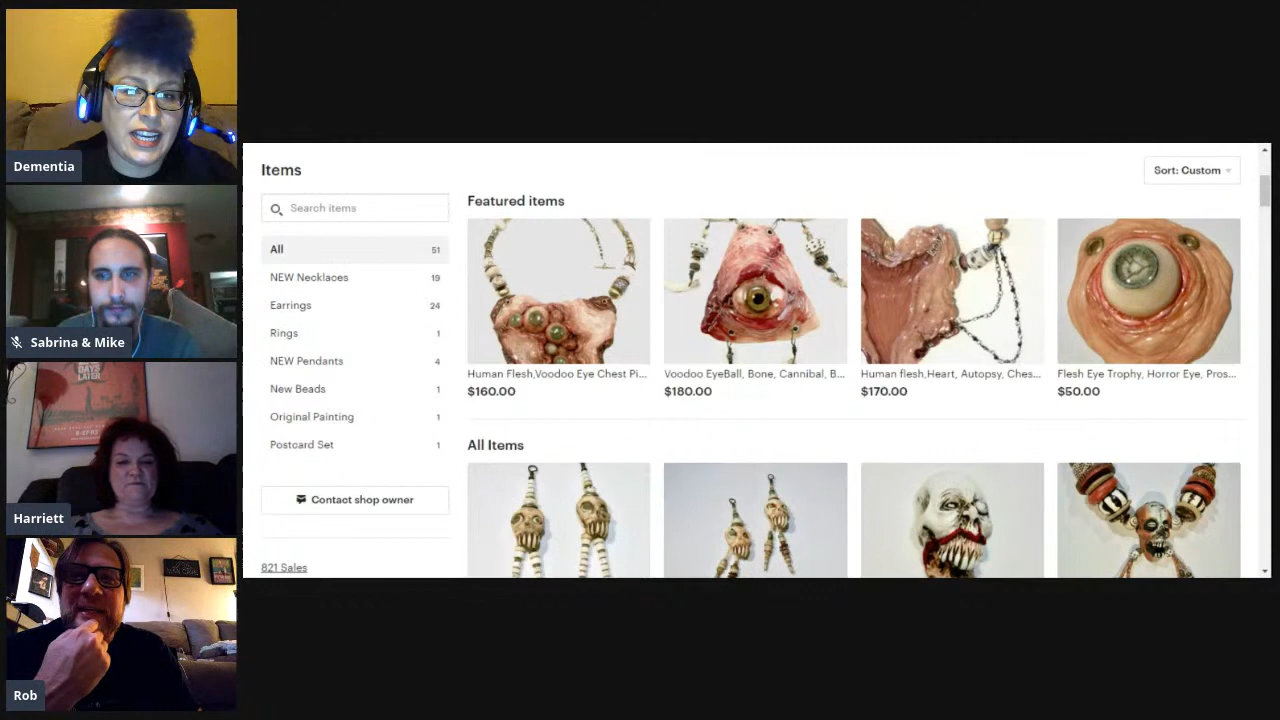 Dementia
Sabrina & Mike
DAYS
LATER
Harriett
Rob
Items
Sort: Custom
Search items
All 51
NEW Necklaces 19
Earrings 24
Rings 1
NEW Pendants 4
New Beads 1
Original Painting 1
Postcard Set 1
Contact shop owner
821 Sales
Featured items
Human Flesh,Voodoo Eye Chest Pi...
$160.00
Voodoo EyeBall, Bone, Cannibal, B...
$180.00
Human flesh,Heart, Autopsy, Ches...
$170.00
Flesh Eye Trophy, Horror Eye, Pros...
$50.00
All Items